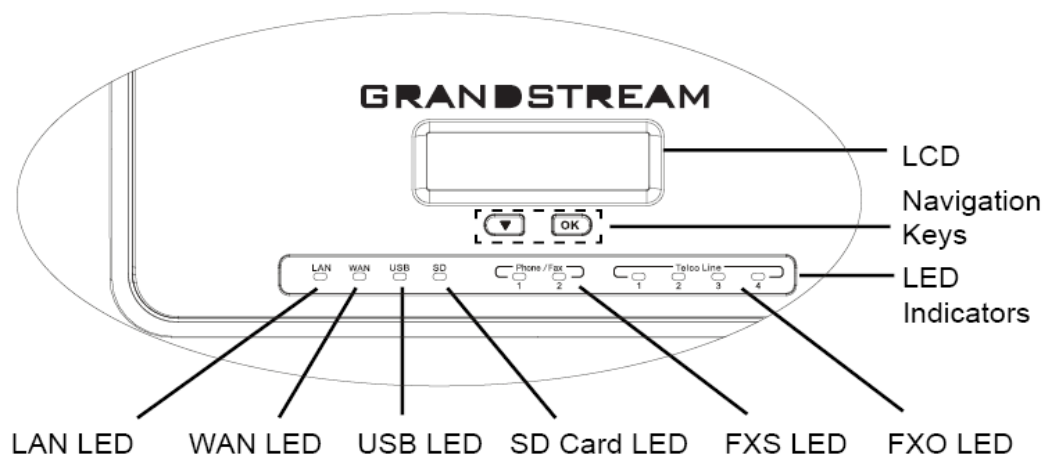 GRANDSTREAM
LCD
Navigation
Keys
OK
LAN WAN USB SD Phone / Fax Telco Line
1 2 1 2 3 4
LED
Indicators
LAN LED WAN LED USB LED SD Card LED FXS LED FXO LED